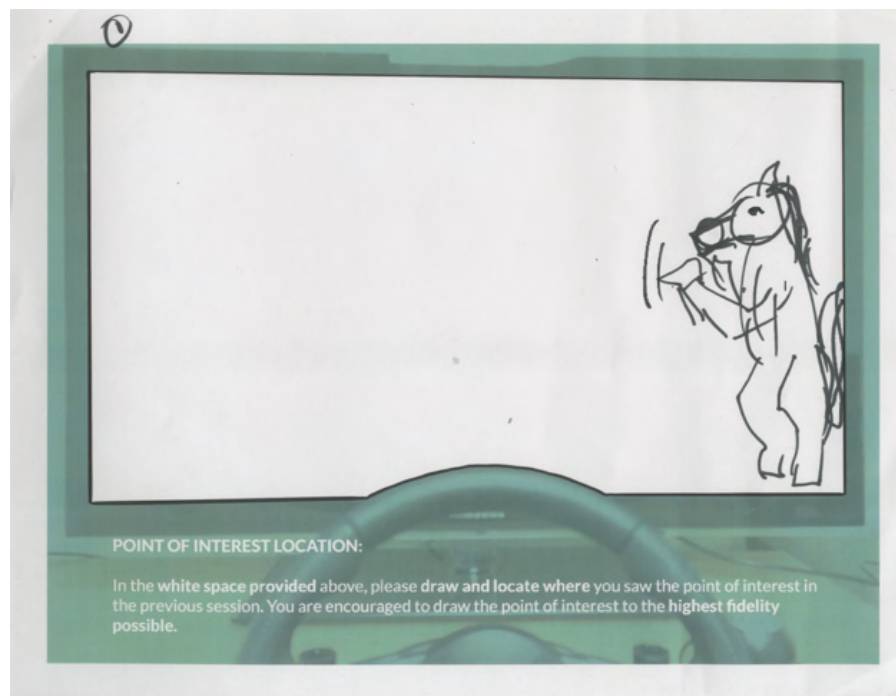 1
POINT OF INTEREST LOCATION:
In the white space provided above, please draw and locate where you saw the point of interest in
the previous session. You are encouraged to draw the point of interest to the highest fidelity
possible.